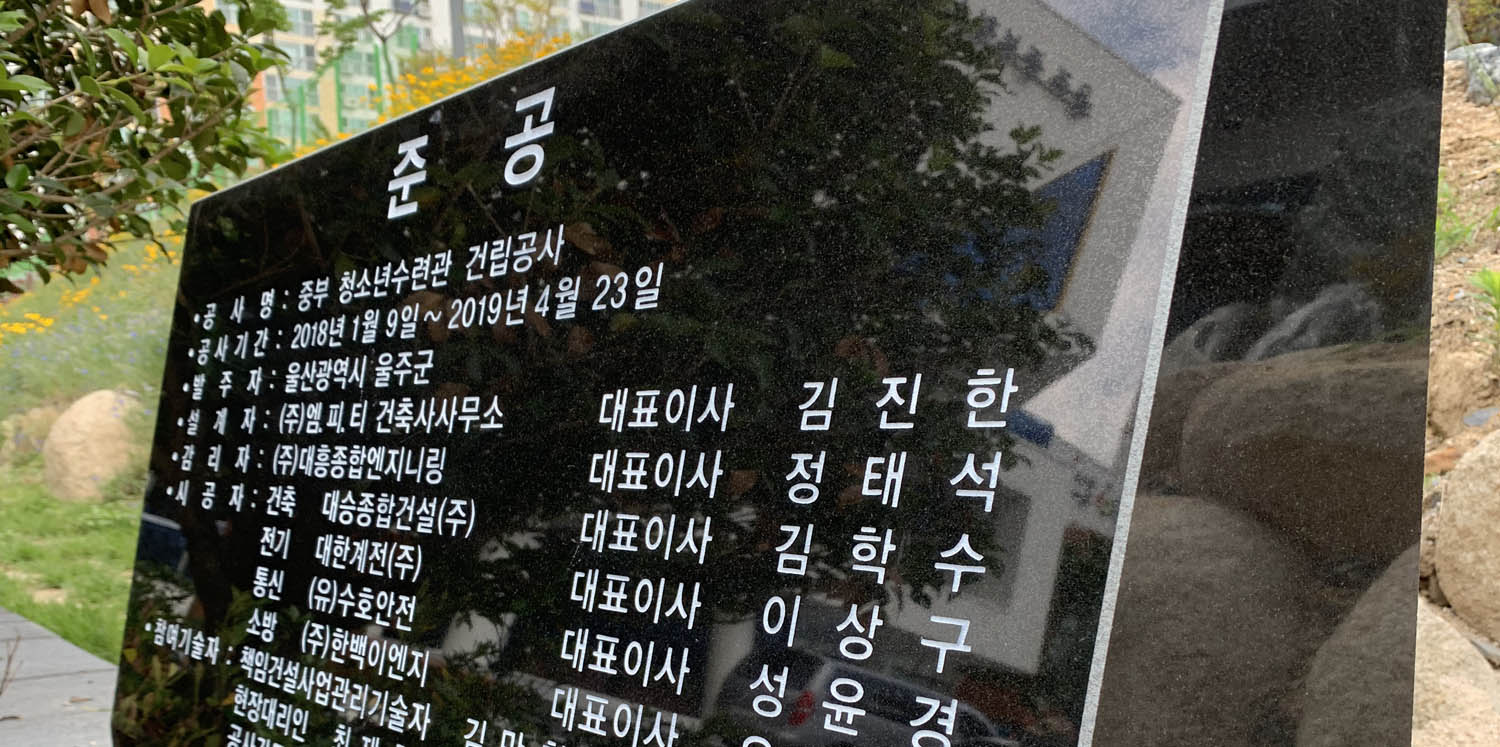 준 공
• 공 사 명 : 중부 청소년수련관 건립공사
• 공사기간 : 2018년 1월 9일 ~ 2019년 4월 23일
• 발 주 자 : 울산광역시 울주군
• 설 계 자 : (주)엠.피.티 건축사사무소 대표이사 김 진 한
• 감 리 자 : (주)대흥종합엔지니링 대표이사 정 태 석
• 시 공 자 : 건축 대승종합건설(주) 대표이사 김 학 수
전기 대한계전(주) 대표이사 이 상 구
통신 (유)수호안전 대표이사 성 윤 경
소방 (주)한백이엔지 대표이사
• 참여기술자 : 책임건설사업관리기술자 김
현장대리인 최